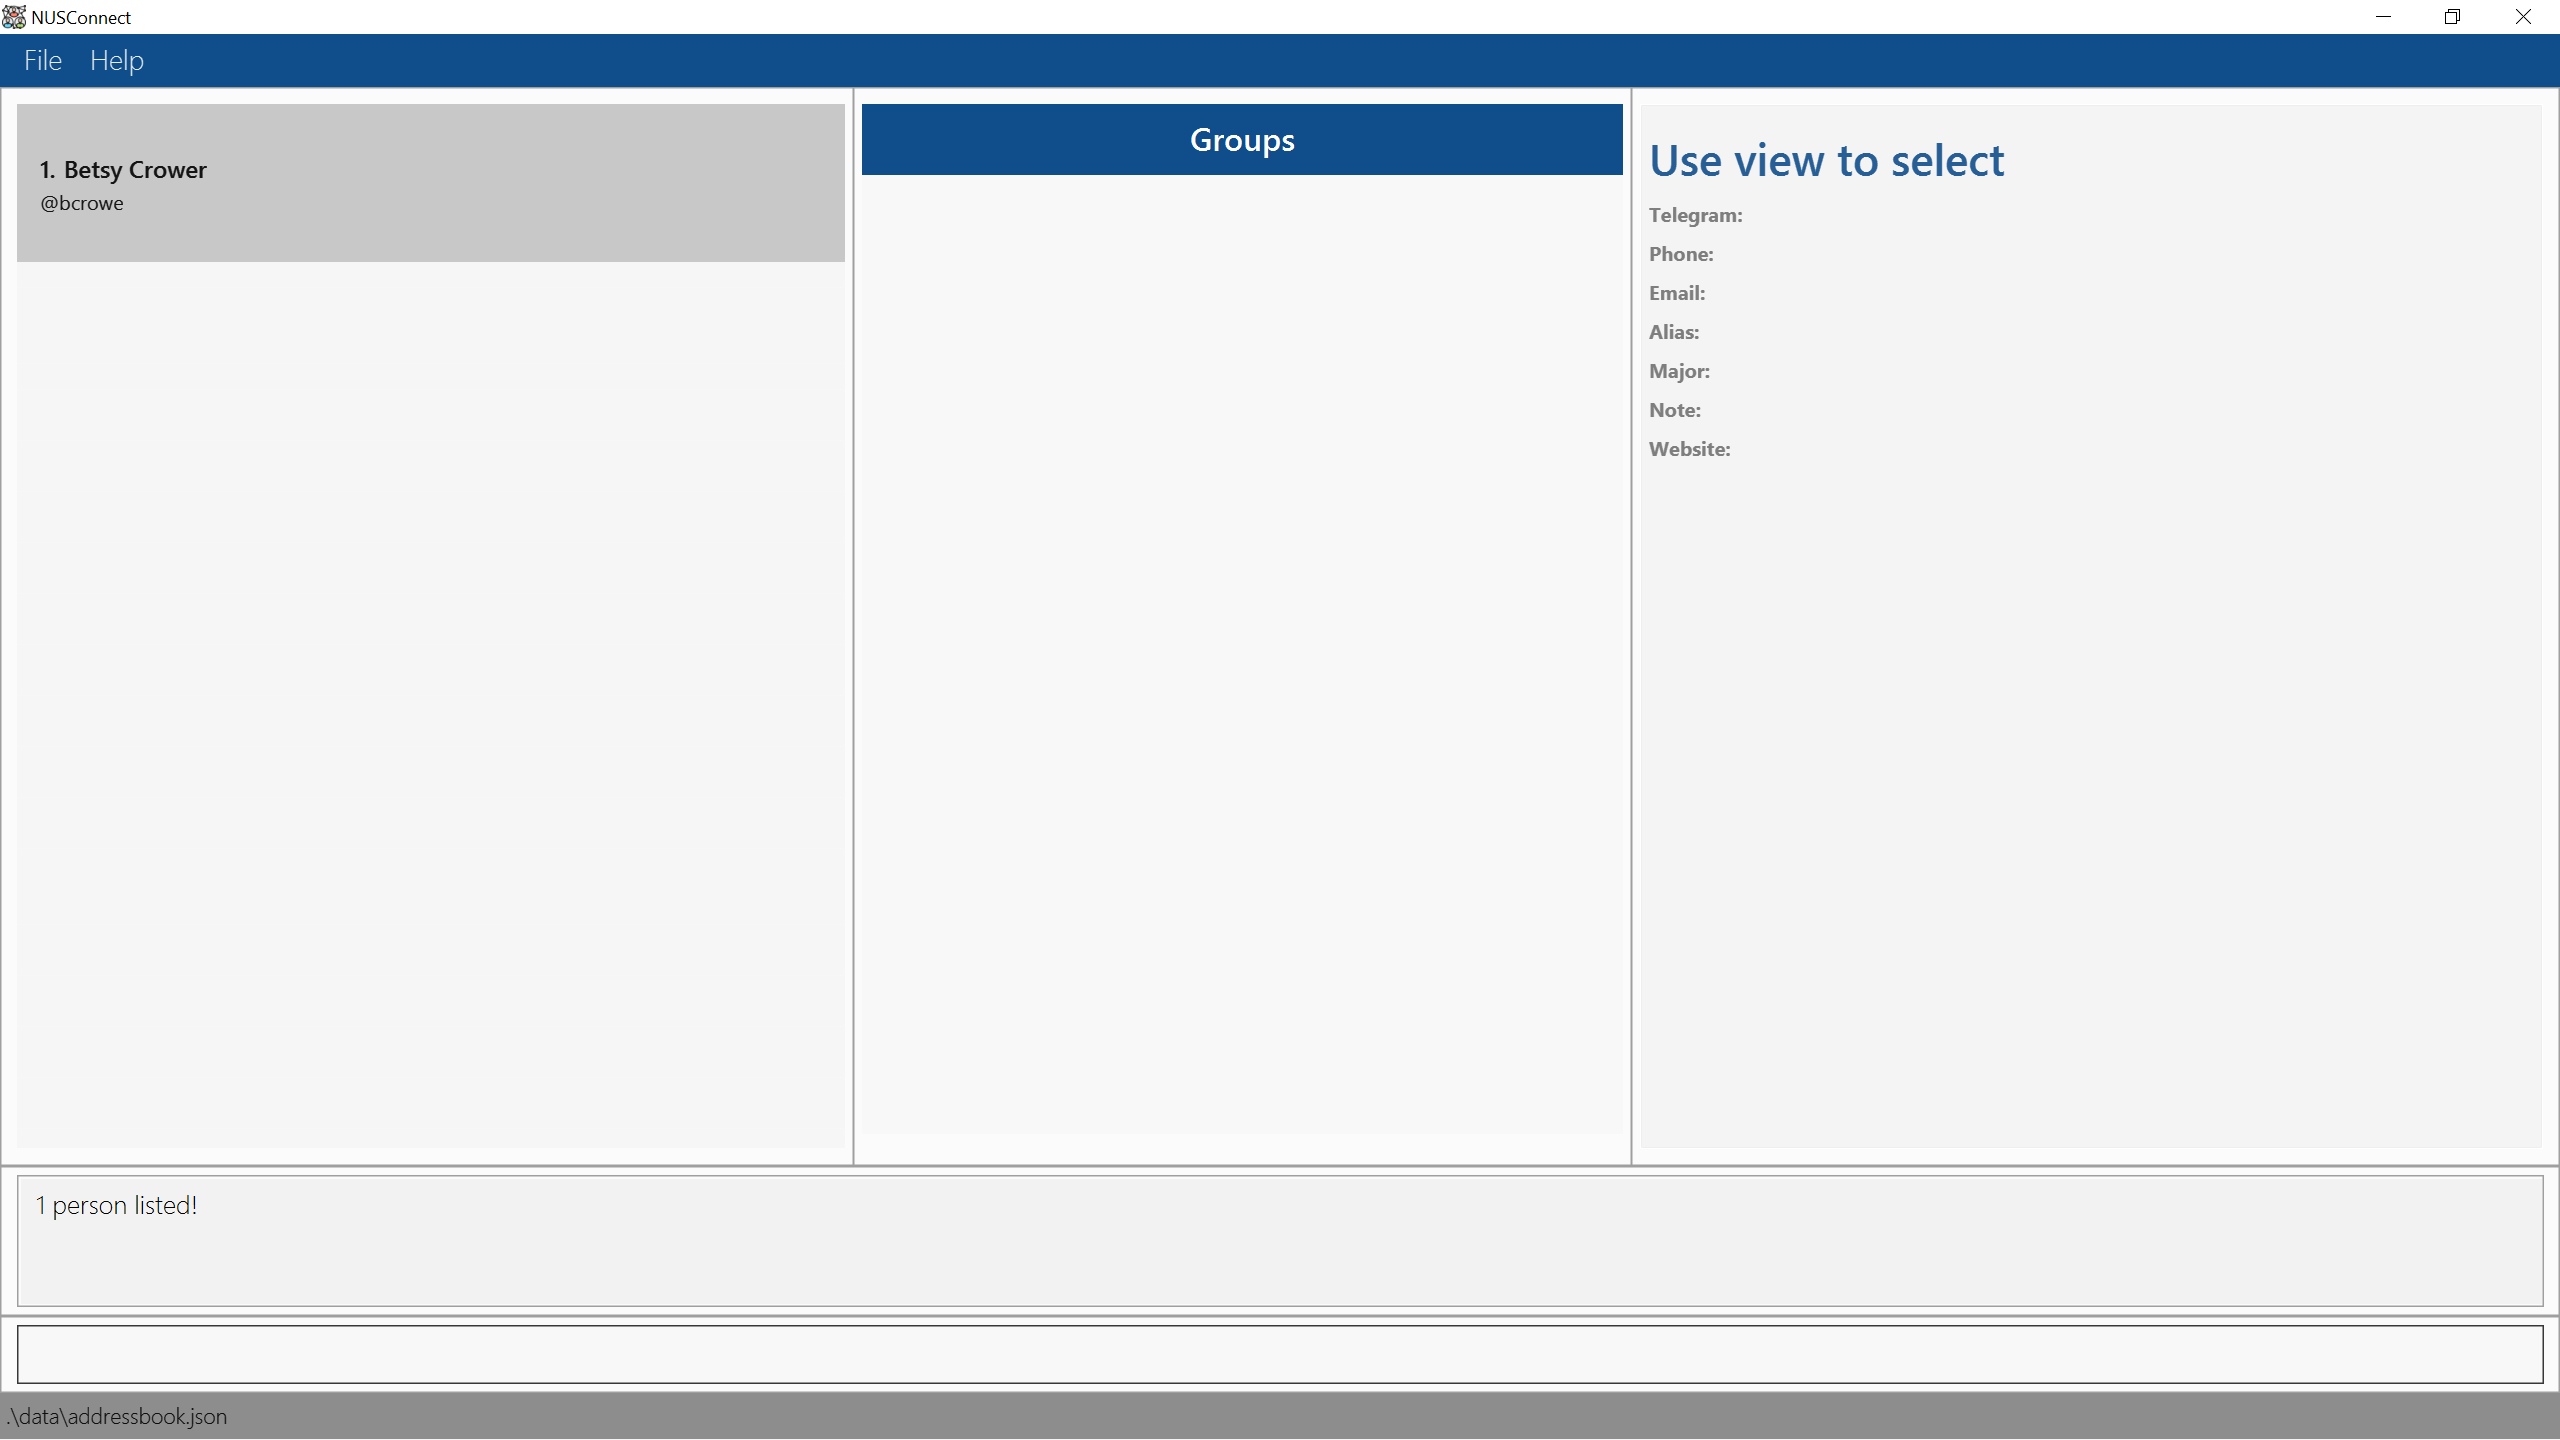 NUSConnect
File Help
1. Betsy Crower
@bcrowe
Groups
Use view to select
Telegram:
Phone:
Email:
Alias:
Major:
Note:
Website:
1 person listed!
.\data\addressbook.json